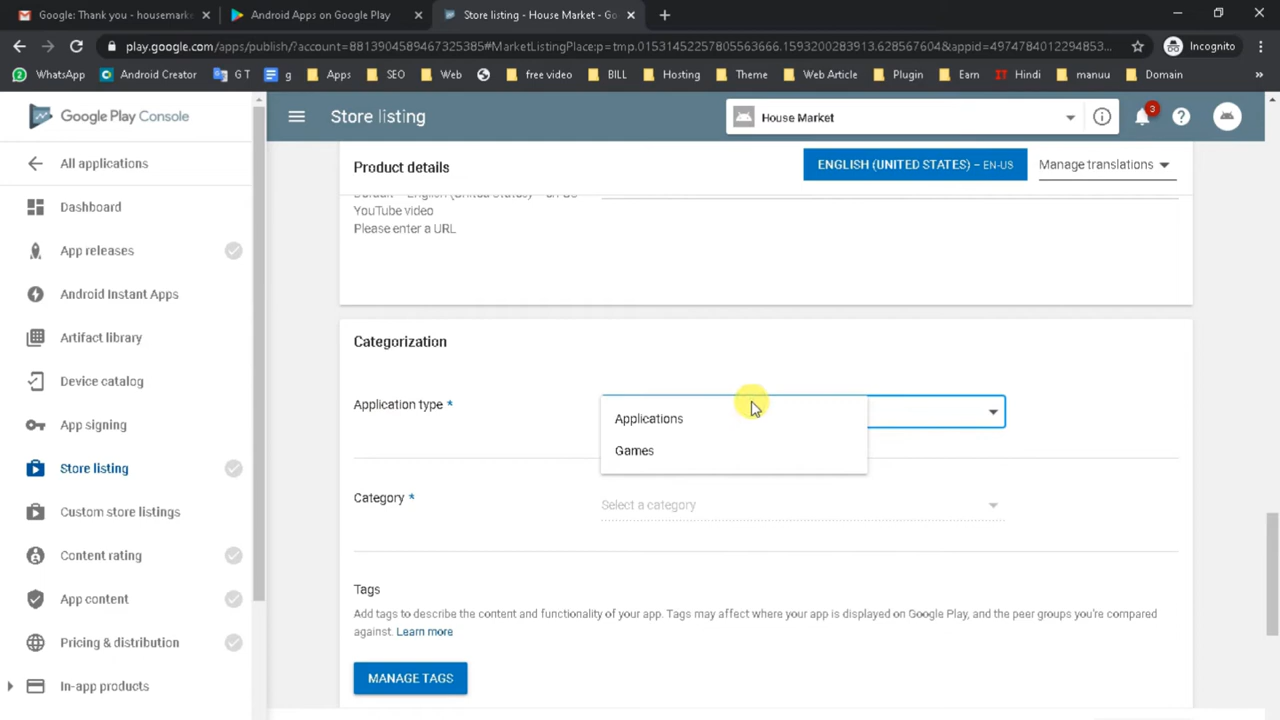 Google: Thank you - housemarke
Android Apps on Google Play
Store listing - House Market - Go
play.google.com/apps/publish/?account=8813904589467325385#MarketListingPlace:p=tmp.01531452257805563666.1593200283913.628567604&appid=4974784012294853...
Incognito
WhatsApp
Android Creator
G T
g
Apps
SEO
Web
free video
BILL
Hosting
Theme
Web Article
Plugin
Earn
IT Hindi
manuu
Domain
»
Google Play Console
Store listing
House Market
3
All applications
Product details
ENGLISH (UNITED STATES) – EN-US
Manage translations
Dashboard
Default – English (United States) – en-US
YouTube video
Please enter a URL
App releases
Android Instant Apps
Artifact library
Categorization
Device catalog
Application type *
Applications
App signing
Games
Store listing
Category *
Select a category
Custom store listings
Content rating
Tags
App content
Add tags to describe the content and functionality of your app. Tags may affect where your app is displayed on Google Play, and the peer groups you're compared
against. Learn more
Pricing & distribution
MANAGE TAGS
In-app products